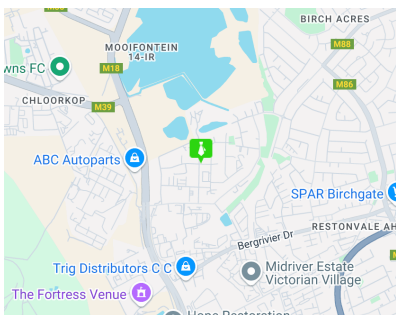 BIRCH ACRES
MOOIFONTEIN
14-IR
M88
wns FC
M18
M86
CHLOORKOP
M39
ABC Autoparts
SPAR Birchgate
RESTONVALE AH
Bergrivier Dr
Trig Distributors C C
Midriver Estate
Victorian Village
The Fortress Venue